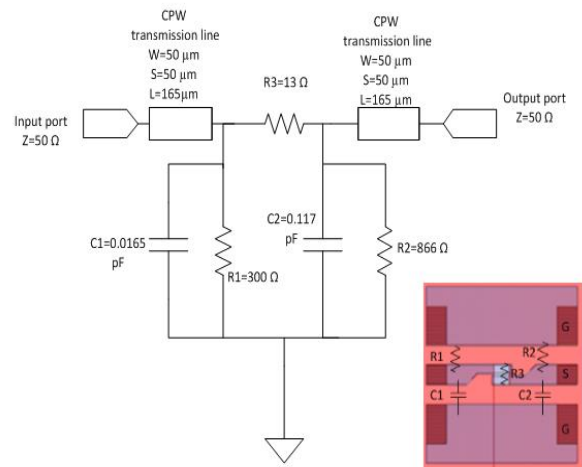 CPW
transmission line
W=50 μm
S=50 μm
L=165μm
CPW
transmission line
W=50 μm
S=50 μm
L=165 μm
R3=13 Ω
Input port
Z=50 Ω
Output port
Z=50 Ω
C1=0.0165
pF
R1=300 Ω
C2=0.117
pF
R2=866 Ω
G
R1
R2
R3
S
C1
C2
G